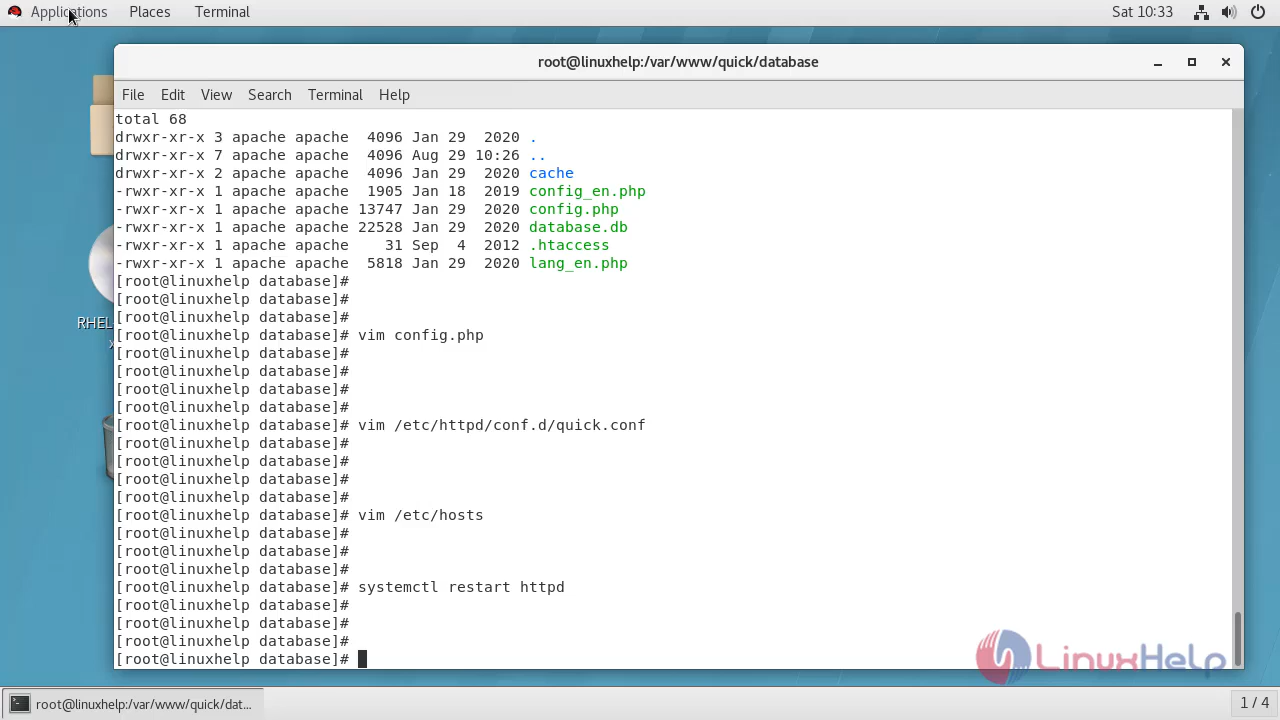 Applications Places Terminal Sat 10:33
root@linuxhelp:/var/www/quick/database
File Edit View Search Terminal Help
total 68
drwxr-xr-x 3 apache apache  4096 Jan 29  2020 .
drwxr-xr-x 7 apache apache  4096 Aug 29 10:26 ..
drwxr-xr-x 2 apache apache  4096 Jan 29  2020 cache
-rwxr-xr-x 1 apache apache  1905 Jan 18  2019 config_en.php
-rwxr-xr-x 1 apache apache 13747 Jan 29  2020 config.php
-rwxr-xr-x 1 apache apache 22528 Jan 29  2020 database.db
-rwxr-xr-x 1 apache apache    31 Sep  4  2012 .htaccess
-rwxr-xr-x 1 apache apache  5818 Jan 29  2020 lang_en.php
[root@linuxhelp database]#
[root@linuxhelp database]#
[root@linuxhelp database]#
[root@linuxhelp database]# vim config.php
[root@linuxhelp database]#
[root@linuxhelp database]#
[root@linuxhelp database]#
[root@linuxhelp database]#
[root@linuxhelp database]# vim /etc/httpd/conf.d/quick.conf
[root@linuxhelp database]#
[root@linuxhelp database]#
[root@linuxhelp database]#
[root@linuxhelp database]#
[root@linuxhelp database]# vim /etc/hosts
[root@linuxhelp database]#
[root@linuxhelp database]#
[root@linuxhelp database]#
[root@linuxhelp database]# systemctl restart httpd
[root@linuxhelp database]#
[root@linuxhelp database]#
[root@linuxhelp database]#
[root@linuxhelp database]#
RHEL
LinuxHelp
root@linuxhelp:/var/www/quick/dat... 1 / 4